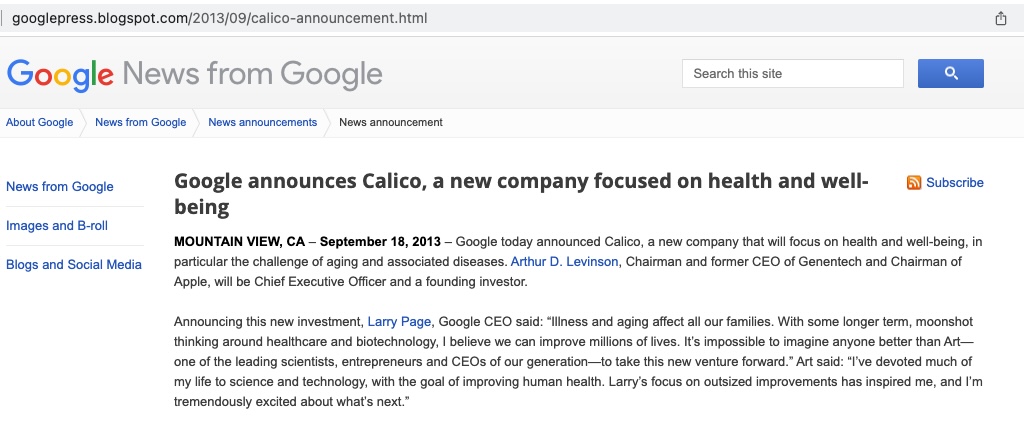 googlepress.blogspot.com/2013/09/calico-announcement.html
Google News from Google
Search this site
About Google News from Google News announcements News announcement
Google announces Calico, a new company focused on health and well-
being
Subscribe
News from Google
Images and B-roll
Blogs and Social Media
MOUNTAIN VIEW, CA – September 18, 2013 – Google today announced Calico, a new company that will focus on health and well-being, in
particular the challenge of aging and associated diseases. Arthur D. Levinson, Chairman and former CEO of Genentech and Chairman of
Apple, will be Chief Executive Officer and a founding investor.
Announcing this new investment, Larry Page, Google CEO said: “Illness and aging affect all our families. With some longer term, moonshot
thinking around healthcare and biotechnology, I believe we can improve millions of lives. It’s impossible to imagine anyone better than Art—
one of the leading scientists, entrepreneurs and CEOs of our generation—to take this new venture forward.” Art said: “I’ve devoted much of
my life to science and technology, with the goal of improving human health. Larry’s focus on outsized improvements has inspired me, and I’m
tremendously excited about what’s next.”